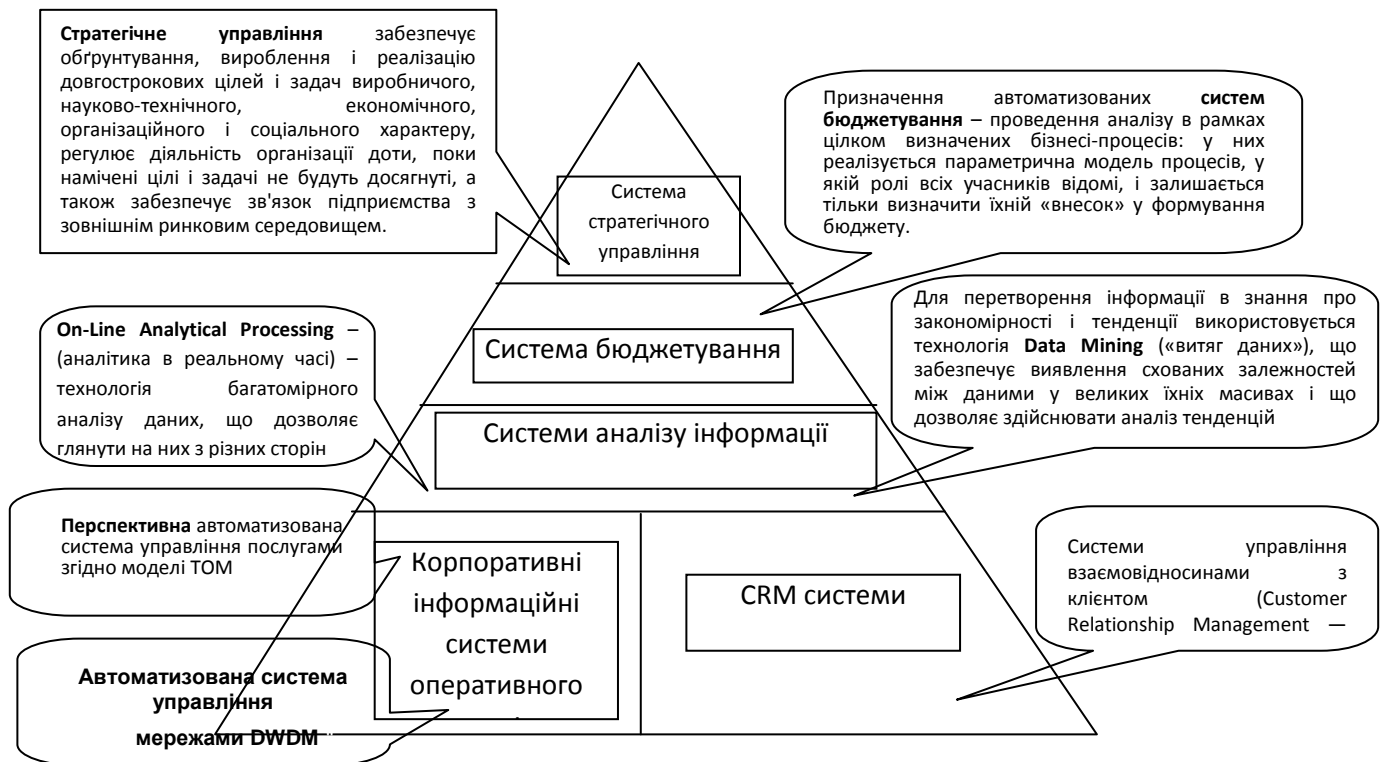 Стратегічне управління забезпечує
обґрунтування, вироблення і реалізацію
довгострокових цілей і задач виробничого,
науково-технічного, економічного,
організаційного і соціального характеру,
регулює діяльність організації доти, поки
намічені цілі і задачі не будуть досягнуті, а
також забезпечує зв'язок підприємства з
зовнішнім ринковим середовищем.
Призначення автоматизованих систем
бюджетування – проведення аналізу в рамках
цілком визначених бізнесі-процесів: у них
реалізується параметрична модель процесів, у
якій ролі всіх учасників відомі, і залишається
тільки визначити їхній «внесок» у формування
бюджету.
Система
стратегічного
управління
On-Line Analytical Processing –
(аналітика в реальному часі) –
технологія багатомірного
аналізу даних, що дозволяє
глянути на них з різних сторін
Система бюджетування
Для перетворення інформації в знання про
закономірності і тенденції використовується
технологія Data Mining («витяг даних»), що
забезпечує виявлення схованих залежностей
між даними у великих їхніх масивах і що
дозволяє здійснювати аналіз тенденцій
Системи аналізу інформації
Перспективна автоматизована
система управління послугами
згідно моделі ТОМ
Корпоративні
інформаційні
системи
оперативного
CRM системи
Системи управління
взаємовідносинами з
клієнтом (Customer
Relationship Management —
Автоматизована система
управління
мережами DWDM